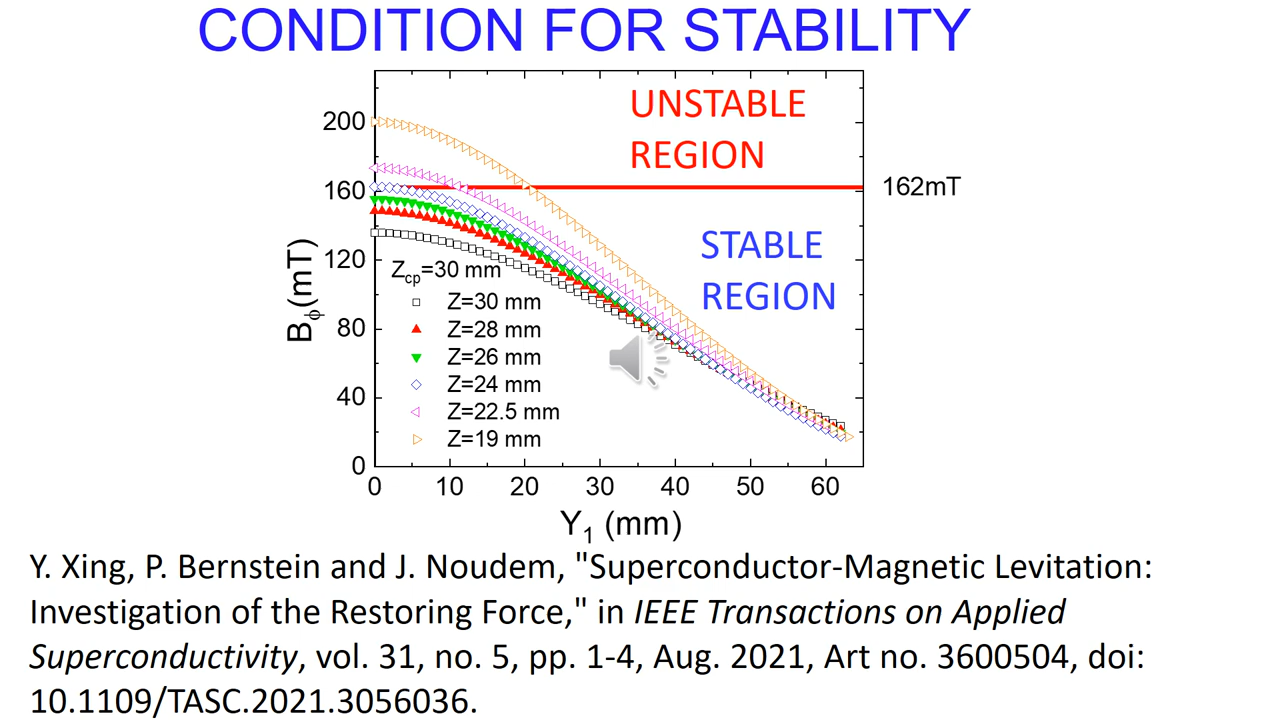 CONDITION FOR STABILITY
UNSTABLE
REGION
200
160
162mT
STABLE
REGION
120
80
40
0
Bϕ(mT)
Zcp=30 mm
Z=30 mm
Z=28 mm
Z=26 mm
Z=24 mm
Z=22.5 mm
Z=19 mm
0 10 20 30 40 50 60
Y1 (mm)
Y. Xing, P. Bernstein and J. Noudem, "Superconductor-Magnetic Levitation:
Investigation of the Restoring Force," in IEEE Transactions on Applied
Superconductivity, vol. 31, no. 5, pp. 1-4, Aug. 2021, Art no. 3600504, doi:
10.1109/TASC.2021.3056036.